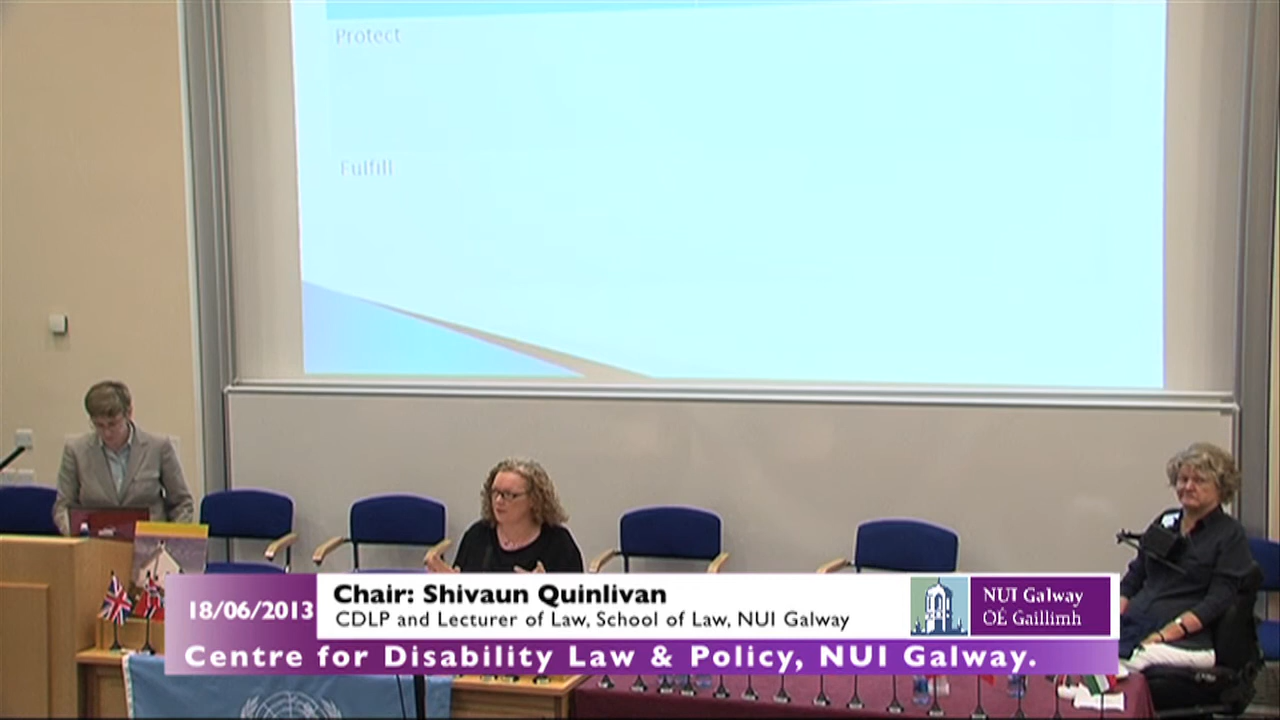 Protect
Fulfill
18/06/2013
Chair: Shivaun Quinlivan
CDLP and Lecturer of Law, School of Law, NUI Galway
NUI Galway
OÉ Gaillimh
Centre for Disability Law & Policy, NUI Galway.